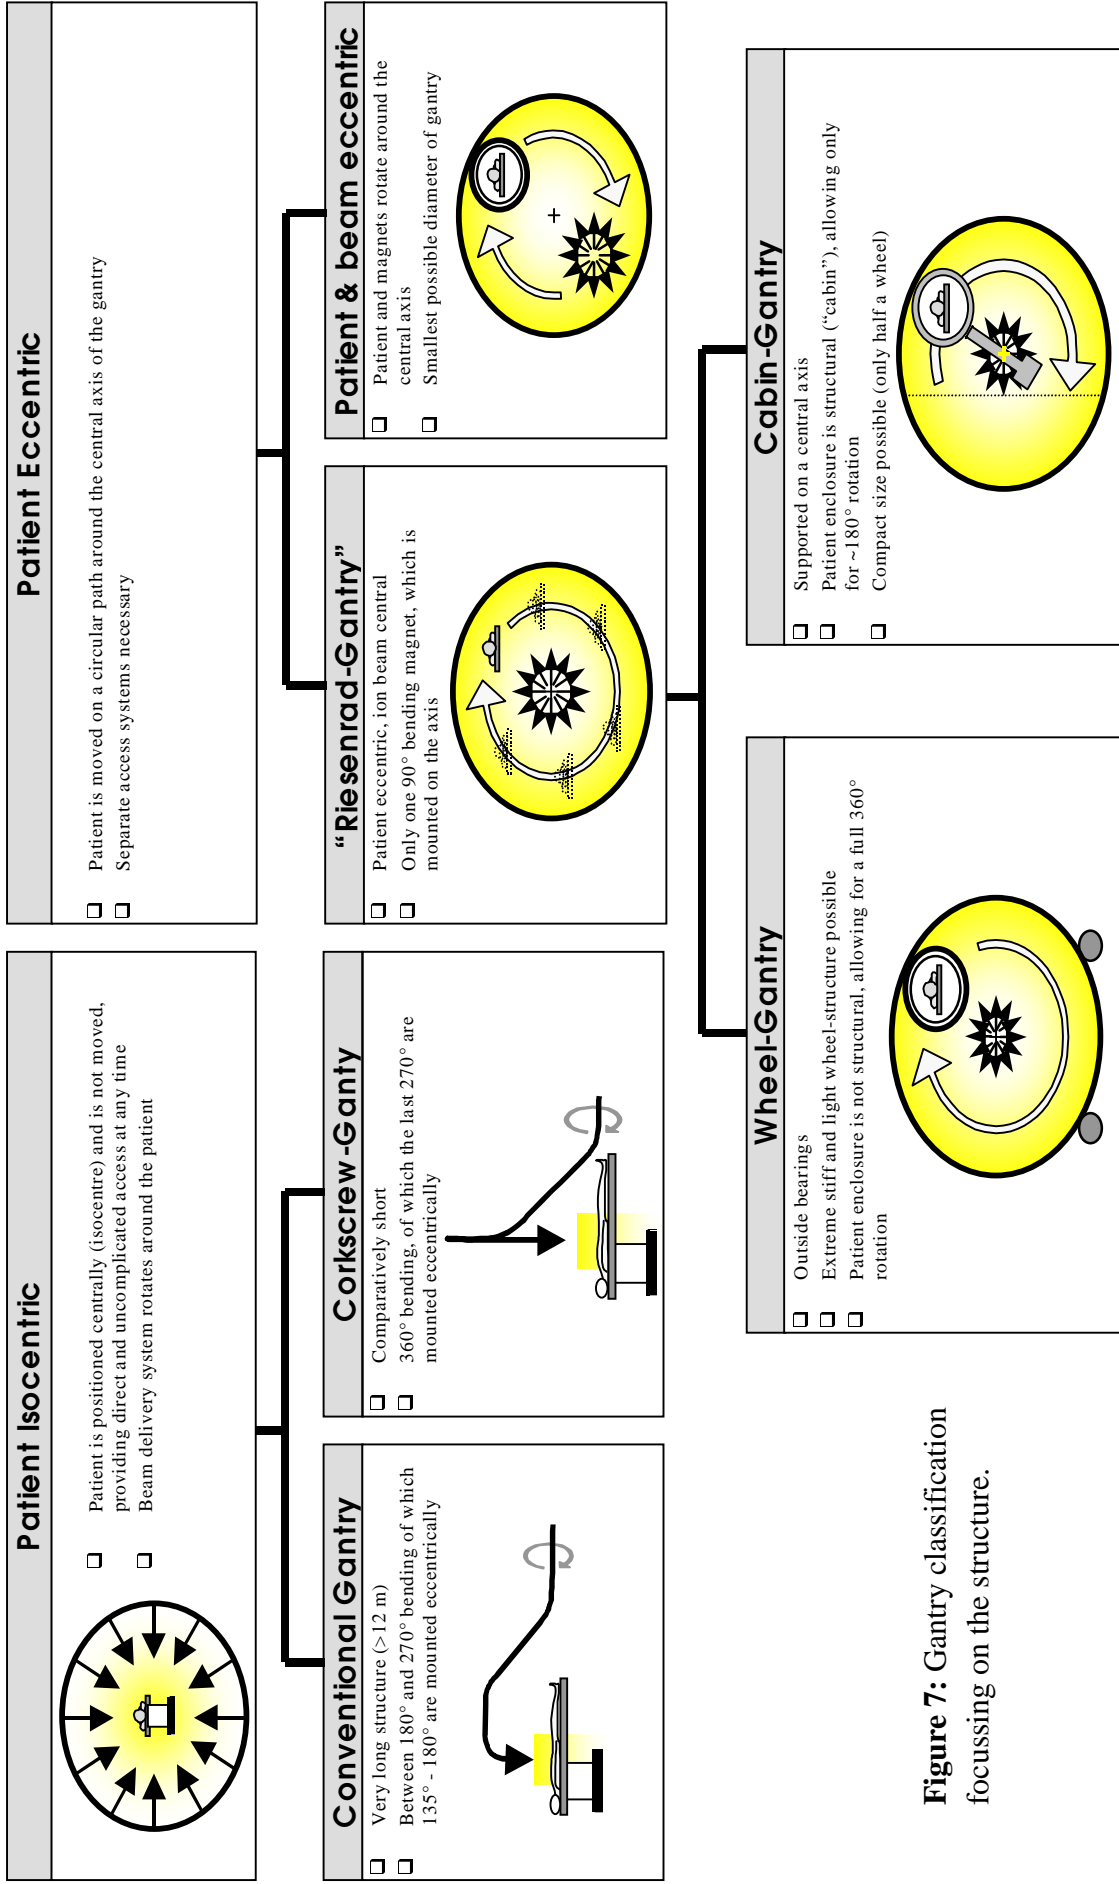 Patient Isocentric
Patient is positioned centrally (isocentre) and is not moved,
providing direct and uncomplicated access at any time
Beam delivery system rotates around the patient
Patient Eccentric
Patient is moved on a circular path around the central axis of the gantry
Separate access systems necessary
Conventional Gantry
Very long structure (>12 m)
Between 180° and 270° bending of which
135° - 180° are mounted eccentrically
Corkscrew-Ganty
Comparatively short
360° bending, of which the last 270° are
mounted eccentrically
“Riesenrad-Gantry”
Patient eccentric, ion beam central
Only one 90° bending magnet, which is
mounted on the axis
Patient & beam eccentric
Patient and magnets rotate around the
central axis
Smallest possible diameter of gantry
Wheel-Gantry
Outside bearings
Extreme stiff and light wheel-structure possible
Patient enclosure is not structural, allowing for a full 360°
rotation
Cabin-Gantry
Supported on a central axis
Patient enclosure is structural (“cabin”), allowing only
for ~180° rotation
Compact size possible (only half a wheel)
Figure 7: Gantry classification
focussing on the structure.